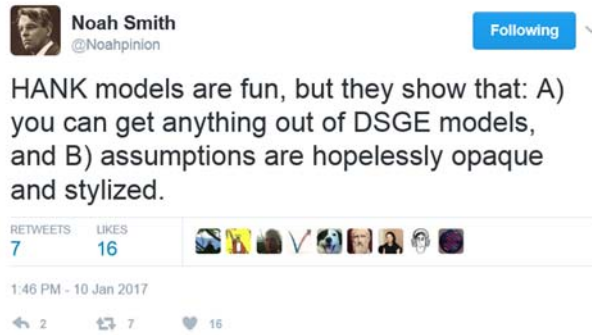 Noah Smith
@Noahpinion
Following
HANK models are fun, but they show that: A)
you can get anything out of DSGE models,
and B) assumptions are hopelessly opaque
and stylized.
RETWEETS LIKES
7 16
1:46 PM - 10 Jan 2017
2 7 16